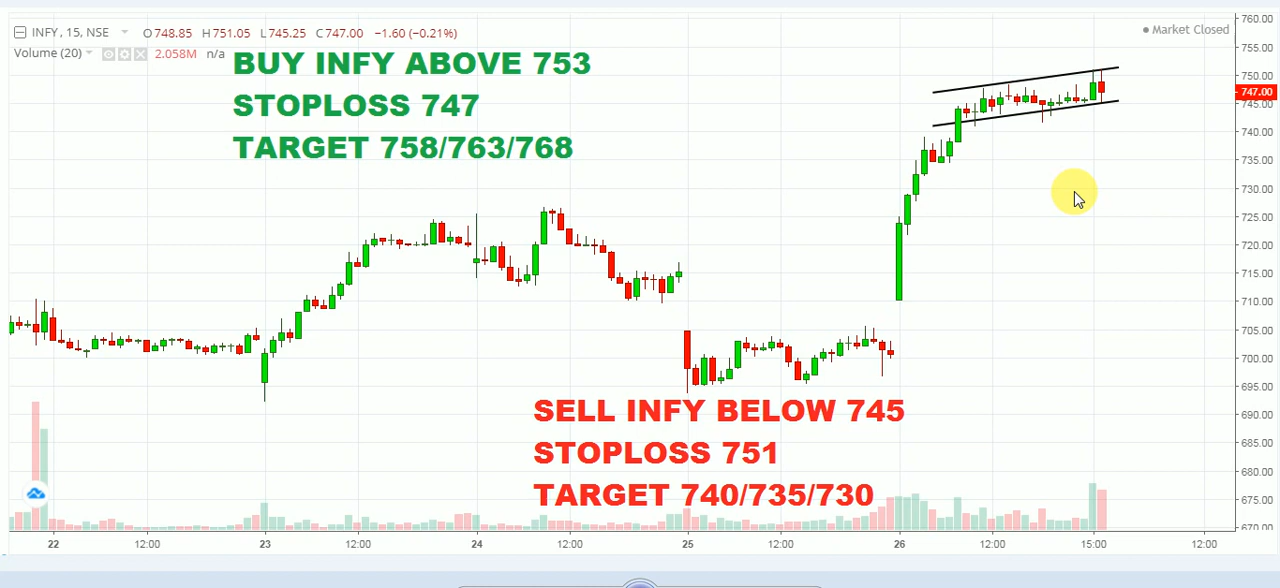 INFY, 15, NSE O748.85 H751.05 L745.25 C747.00 −1.60 (−0.21%)
Market Closed
Volume (20) 2.058M n/a
BUY INFY ABOVE 753
STOPLOSS 747
TARGET 758/763/768
SELL INFY BELOW 745
STOPLOSS 751
TARGET 740/735/730
760.00
755.00
750.00
747.00
745.00
740.00
735.00
730.00
725.00
720.00
715.00
710.00
705.00
700.00
695.00
690.00
685.00
680.00
675.00
670.00
22 12:00 23 12:00 24 12:00 25 12:00 26 12:00 15:00 12:00